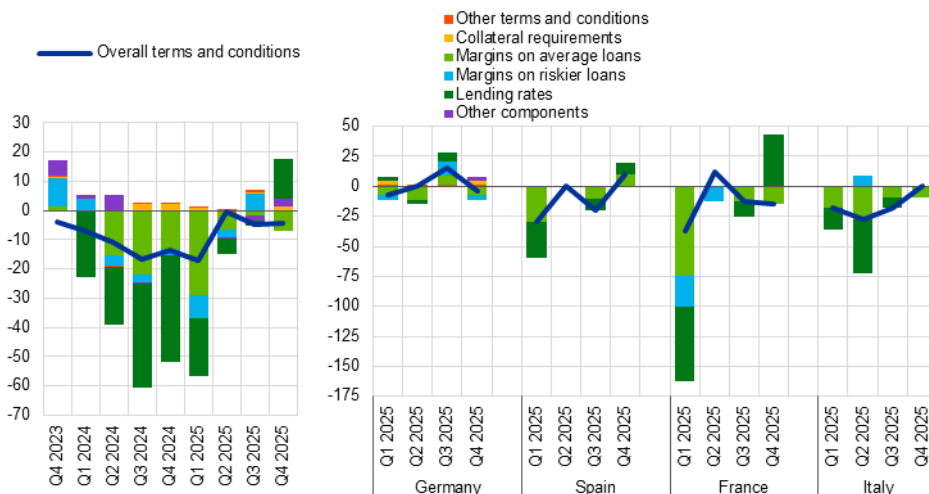 Overall terms and conditions
Other terms and conditions
Collateral requirements
Margins on average loans
Margins on riskier loans
Lending rates
Other components
30
20
10
0
-10
-20
-30
-40
-50
-60
-70
Q4 2023
Q1 2024
Q2 2024
Q3 2024
Q4 2024
Q1 2025
Q2 2025
Q3 2025
Q4 2025
50
25
0
-25
-50
-75
-100
-125
-150
-175
Q1 2025
Q2 2025
Q3 2025
Q4 2025
Q1 2025
Q2 2025
Q3 2025
Q4 2025
Q1 2025
Q2 2025
Q3 2025
Q4 2025
Q1 2025
Q2 2025
Q3 2025
Q4 2025
Germany
Spain
France
Italy